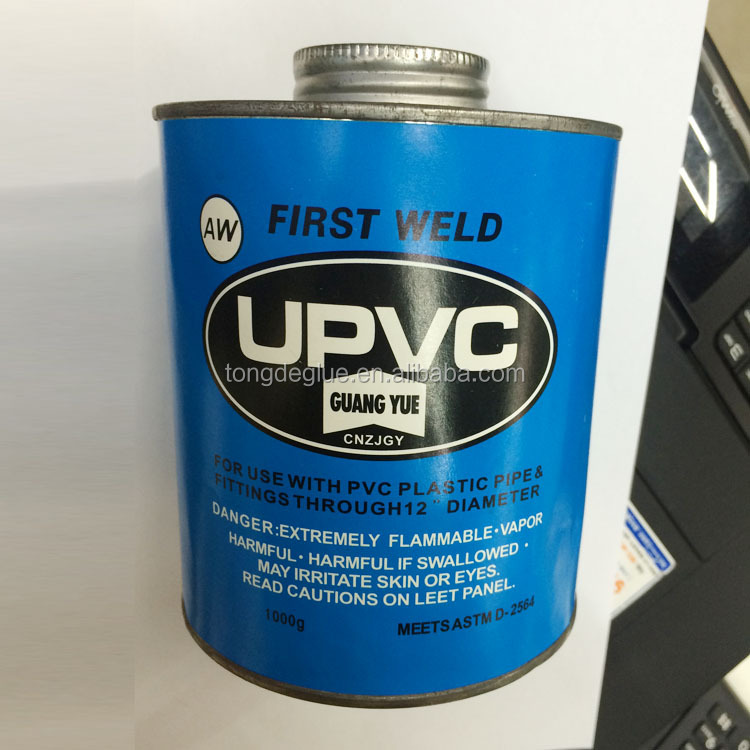 AW
FIRST WELD
UPVC
tongdeglue.en.alibaba.com
GUANG YUE
CNZJGY
FOR USE WITH PVC PLASTIC PIPE &
FITTINGS THROUGH 12" DIAMETER
DANGER:EXTREMELY FLAMMABLE·VAPOR
HARMFUL· HARMFUL IF SWALLOWED ·
MAY IRRITATE SKIN OR EYES.
READ CAUTIONS ON LEET PANEL.
1000g
MEETS ASTM D-2564